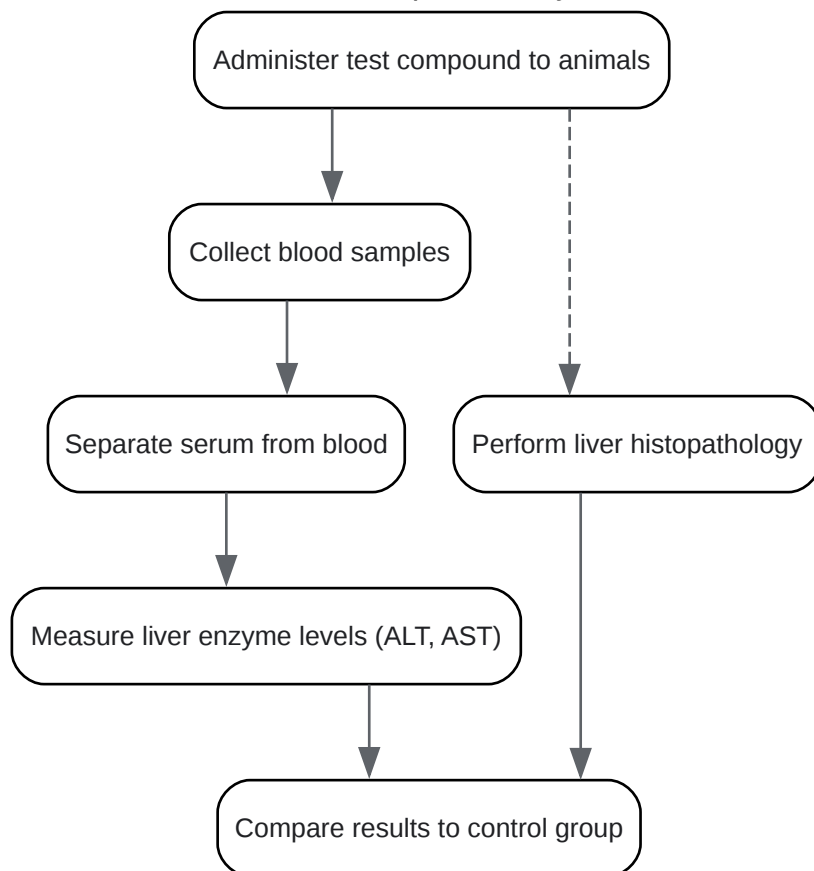 Administer test compound to animals
Collect blood samples
Separate serum from blood
Perform liver histopathology
Measure liver enzyme levels (ALT, AST)
Compare results to control group